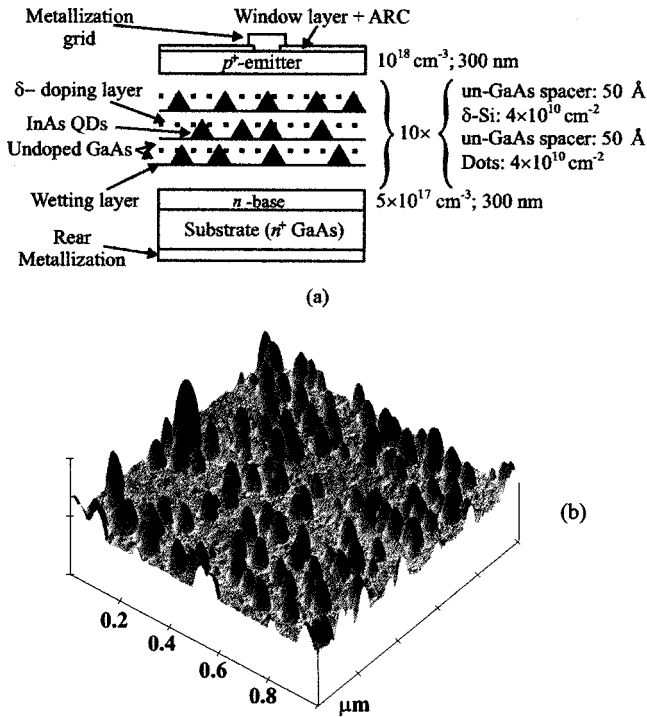 Metallization
grid
Window layer + ARC
p⁺-emitter
10¹⁸ cm⁻³; 300 nm
δ– doping layer
InAs QDs
Undoped GaAs
Wetting layer
10×
un-GaAs spacer: 50 Å
δ-Si: 4×10¹⁰ cm⁻²
un-GaAs spacer: 50 Å
Dots: 4×10¹⁰ cm⁻²
n -base
5×10¹⁷ cm⁻³; 300 nm
Substrate (n⁺ GaAs)
Rear
Metallization
(a)
(b)
0.2
0.4
0.6
0.8
μm